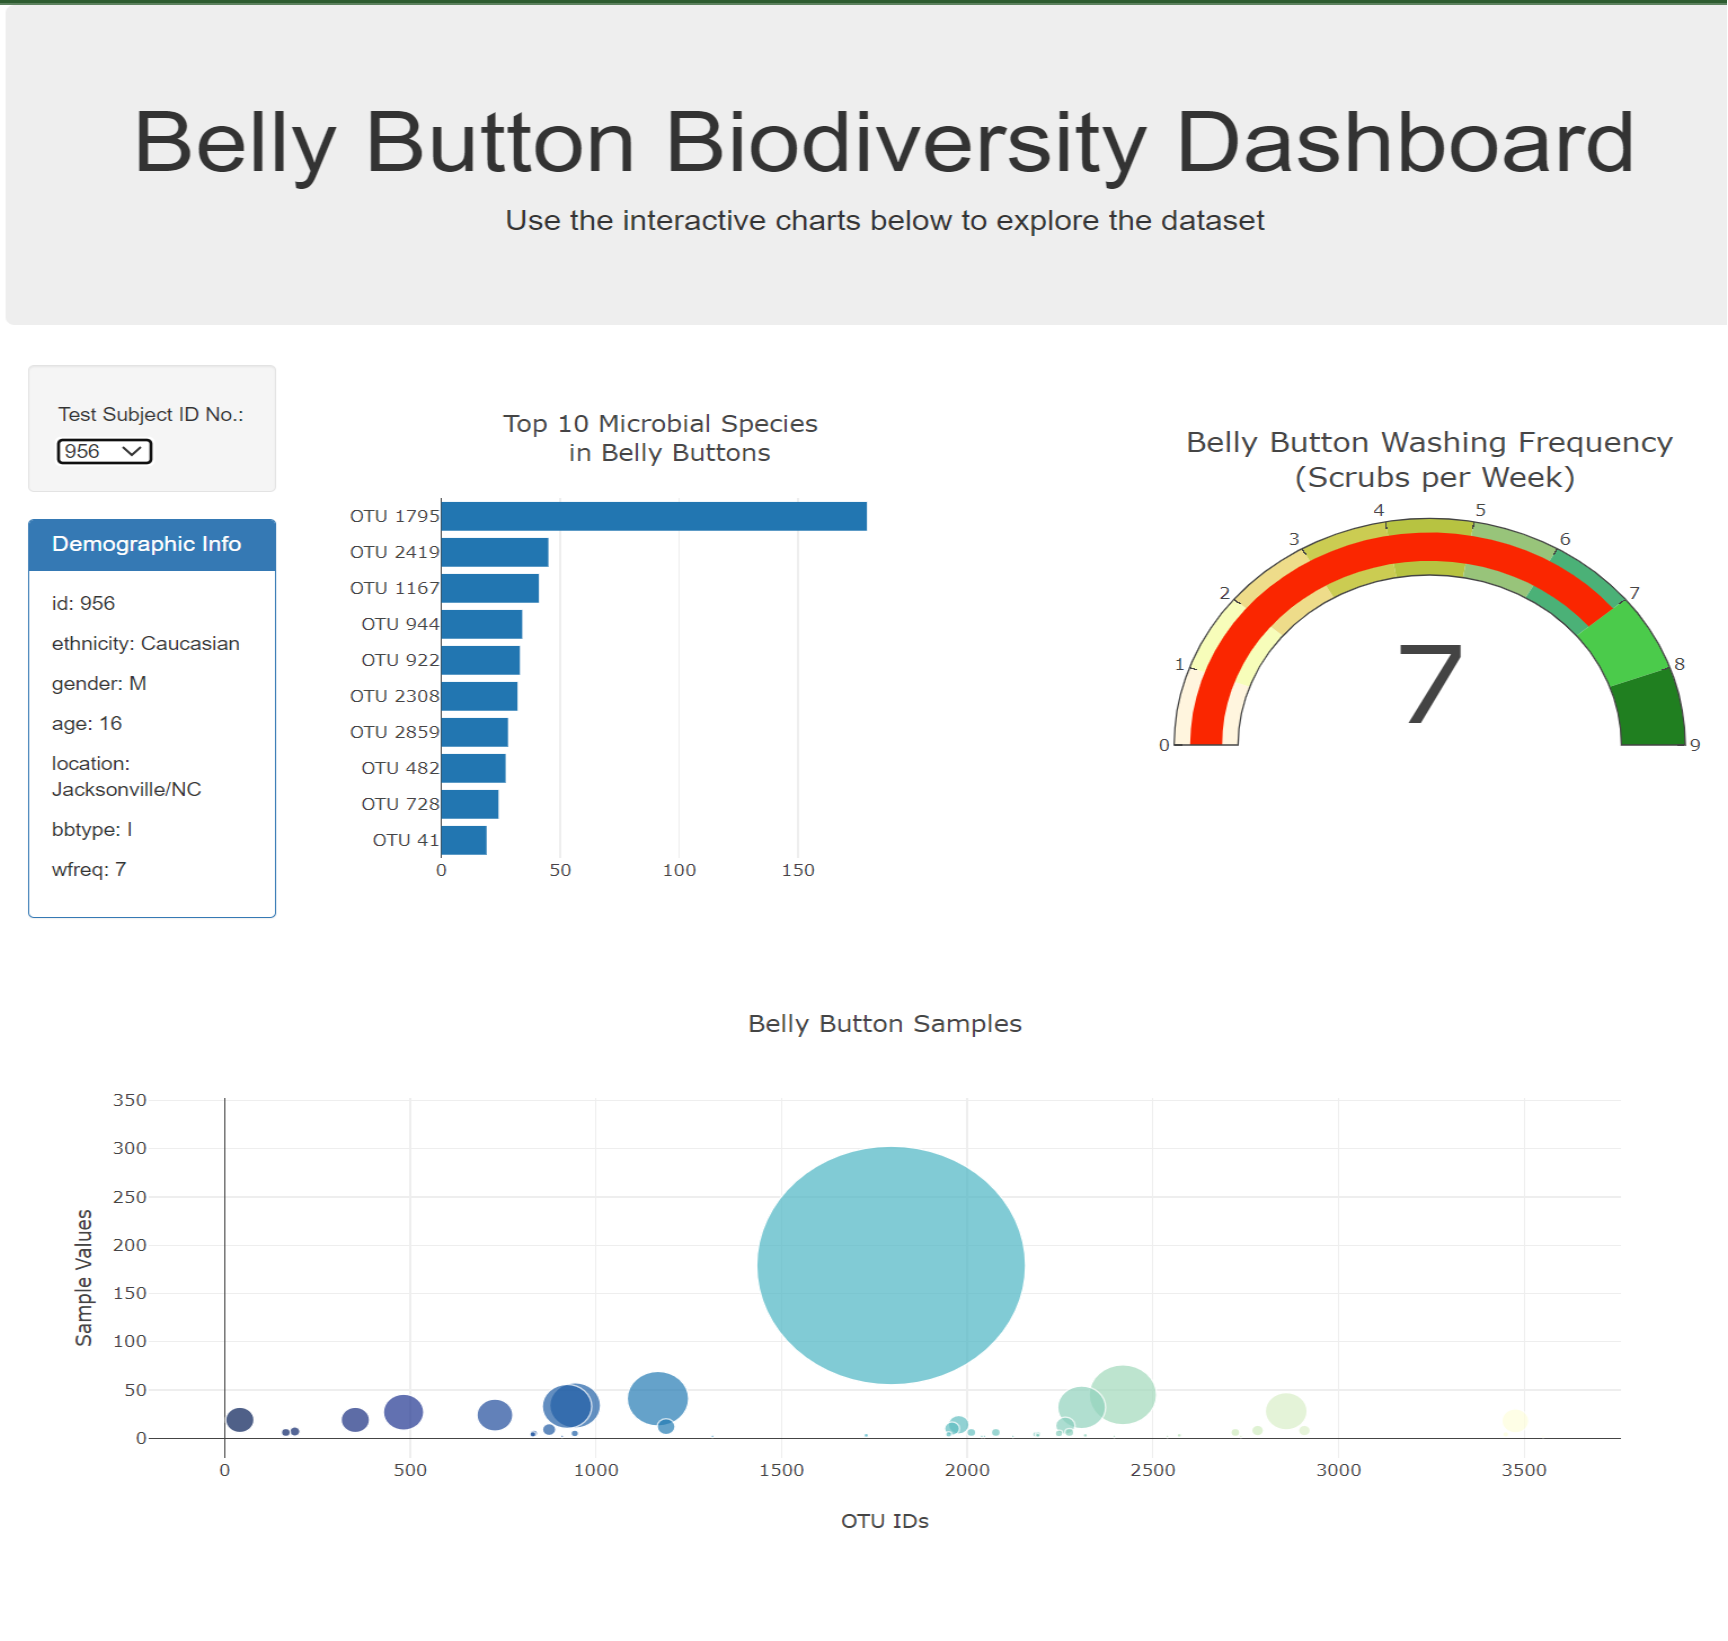 Belly Button Biodiversity Dashboard
Use the interactive charts below to explore the dataset
Test Subject ID No.:
956
Demographic Info
id: 956
ethnicity: Caucasian
gender: M
age: 16
location:
Jacksonville/NC
bbtype: I
wfreq: 7
Top 10 Microbial Species
in Belly Buttons
OTU 1795
OTU 2419
OTU 1167
OTU 944
OTU 922
OTU 2308
OTU 2859
OTU 482
OTU 728
OTU 41
0 50 100 150
Belly Button Washing Frequency
(Scrubs per Week)
0 1 2 3 4 5 6 7 8 9
7
Belly Button Samples
Sample Values
350
300
250
200
150
100
50
0
0 500 1000 1500 2000 2500 3000 3500
OTU IDs